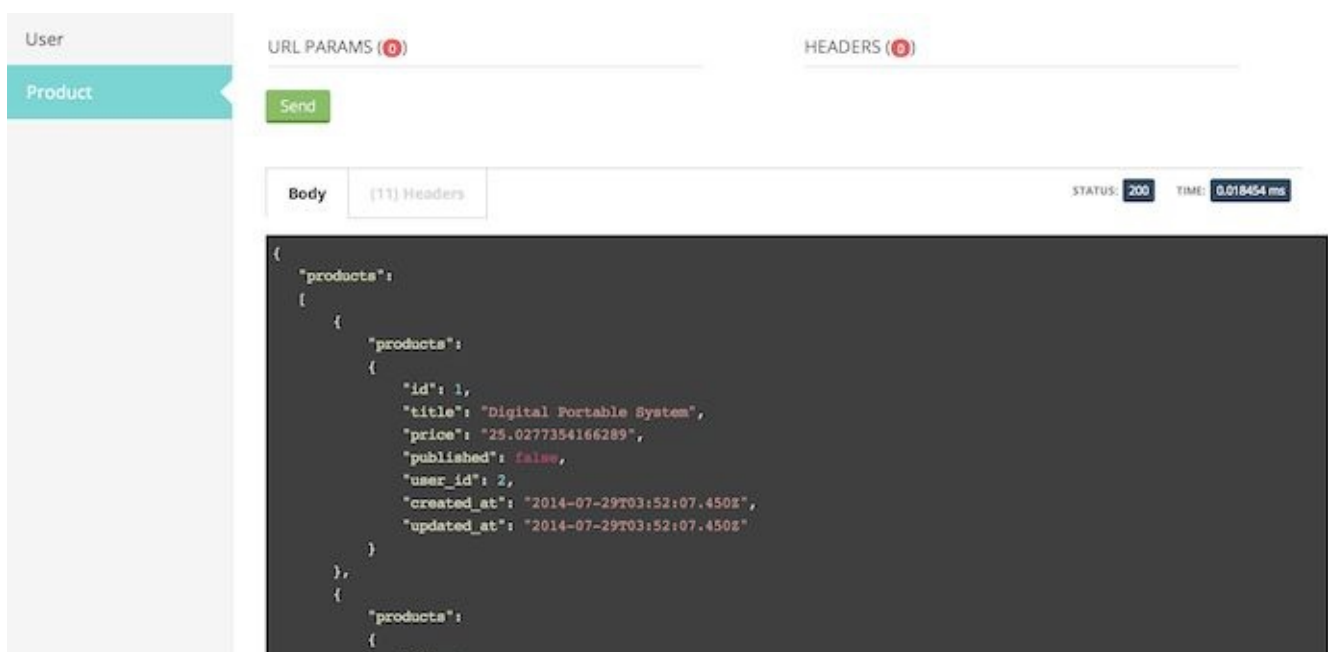 User
URL PARAMS (0)
HEADERS (0)
Product
Send
Body
(11) Headers
STATUS: 200
TIME: 0.018454 ms
{
"products":
[
{
"products":
{
"id": 1,
"title": "Digital Portable System",
"price": "25.0277354166289",
"published": false,
"user_id": 2,
"created_at": "2014-07-29T03:52:07.450Z",
"updated_at": "2014-07-29T03:52:07.450Z"
}
},
{
"products":
{